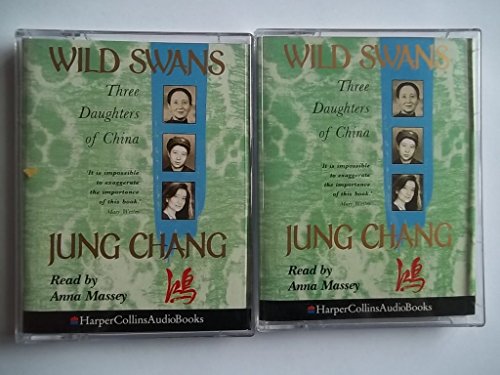 WILD SWANS
Three
Daughters
of China
"It is impossible
to exaggerate
the importance
of this book."
Mary Wesley
JUNG CHANG
Read by
Anna Massey
鴻
HarperCollinsAudioBooks
WILD SWANS
Three
Daughters
of China
"It is impossible
to exaggerate
the importance
of this book."
Mary Wesley
JUNG CHANG
Read by
Anna Massey
鴻
HarperCollinsAudioBooks